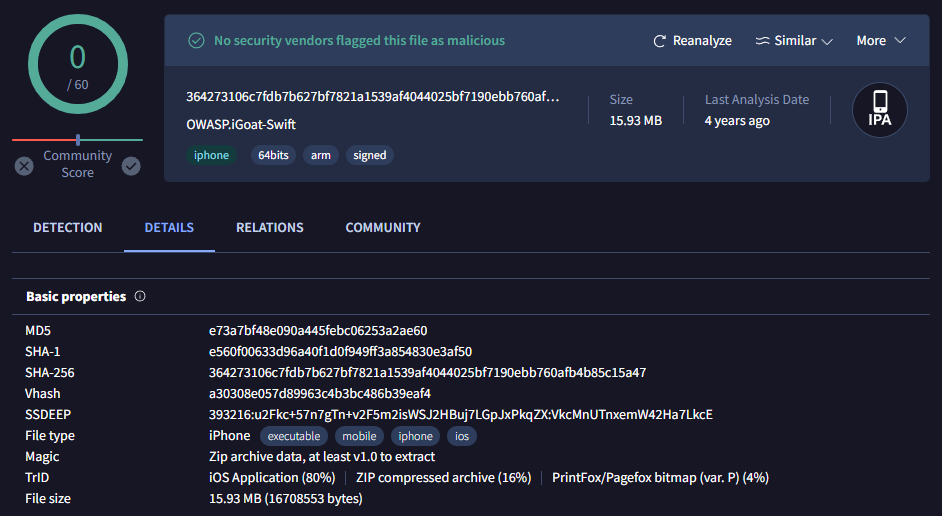 0
/ 60
Community
Score
No security vendors flagged this file as malicious
Reanalyze
Similar
More
364273106c7fdb7b627bf7821a1539af4044025bf7190ebb760af…
OWASP.iGoat-Swift
iphone 64bits arm signed
Size
15.93 MB
Last Analysis Date
4 years ago
IPA
DETECTION DETAILS RELATIONS COMMUNITY
Basic properties
MD5 e73a7bf48e090a445febc06253a2ae60
SHA-1 e560f00633d96a40f1d0f949ff3a854830e3af50
SHA-256 364273106c7fdb7b627bf7821a1539af4044025bf7190ebb760afb4b85c15a47
Vhash a30308e057d89963c4b3bc486b39eaf4
SSDEEP 393216:u2Fkc+57n7gTn+v2F5m2isWSJ2HBuj7LGpJxPkqZX:VkcMnUTnxemW42Ha7LkcE
File type iPhone executable mobile iphone ios
Magic Zip archive data, at least v1.0 to extract
TrID iOS Application (80%) ZIP compressed archive (16%) PrintFox/Pagefox bitmap (var. P) (4%)
File size 15.93 MB (16708553 bytes)